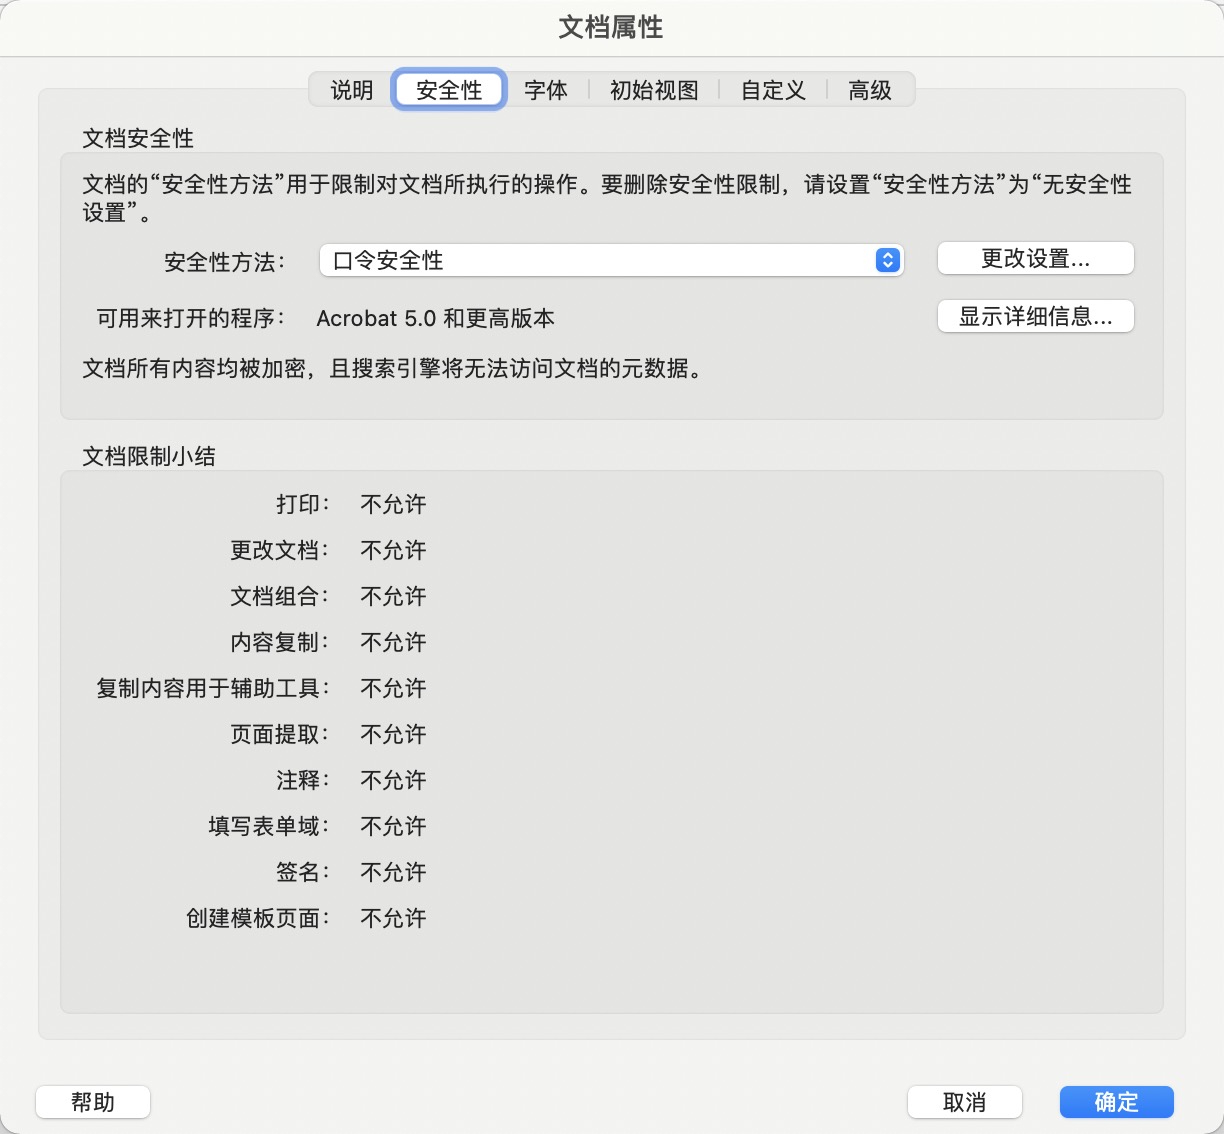 文档属性
说明 安全性 字体 初始视图 自定义 高级
文档安全性
文档的“安全性方法”用于限制对文档所执行的操作。要删除安全性限制，请设置“安全性方法”为“无安全性
设置”。
安全性方法： 口令安全性 更改设置...
可用来打开的程序： Acrobat 5.0 和更高版本 显示详细信息...
文档所有内容均被加密，且搜索引擎将无法访问文档的元数据。
文档限制小结
打印： 不允许
更改文档： 不允许
文档组合： 不允许
内容复制： 不允许
复制内容用于辅助工具： 不允许
页面提取： 不允许
注释： 不允许
填写表单域： 不允许
签名： 不允许
创建模板页面： 不允许
帮助 取消 确定